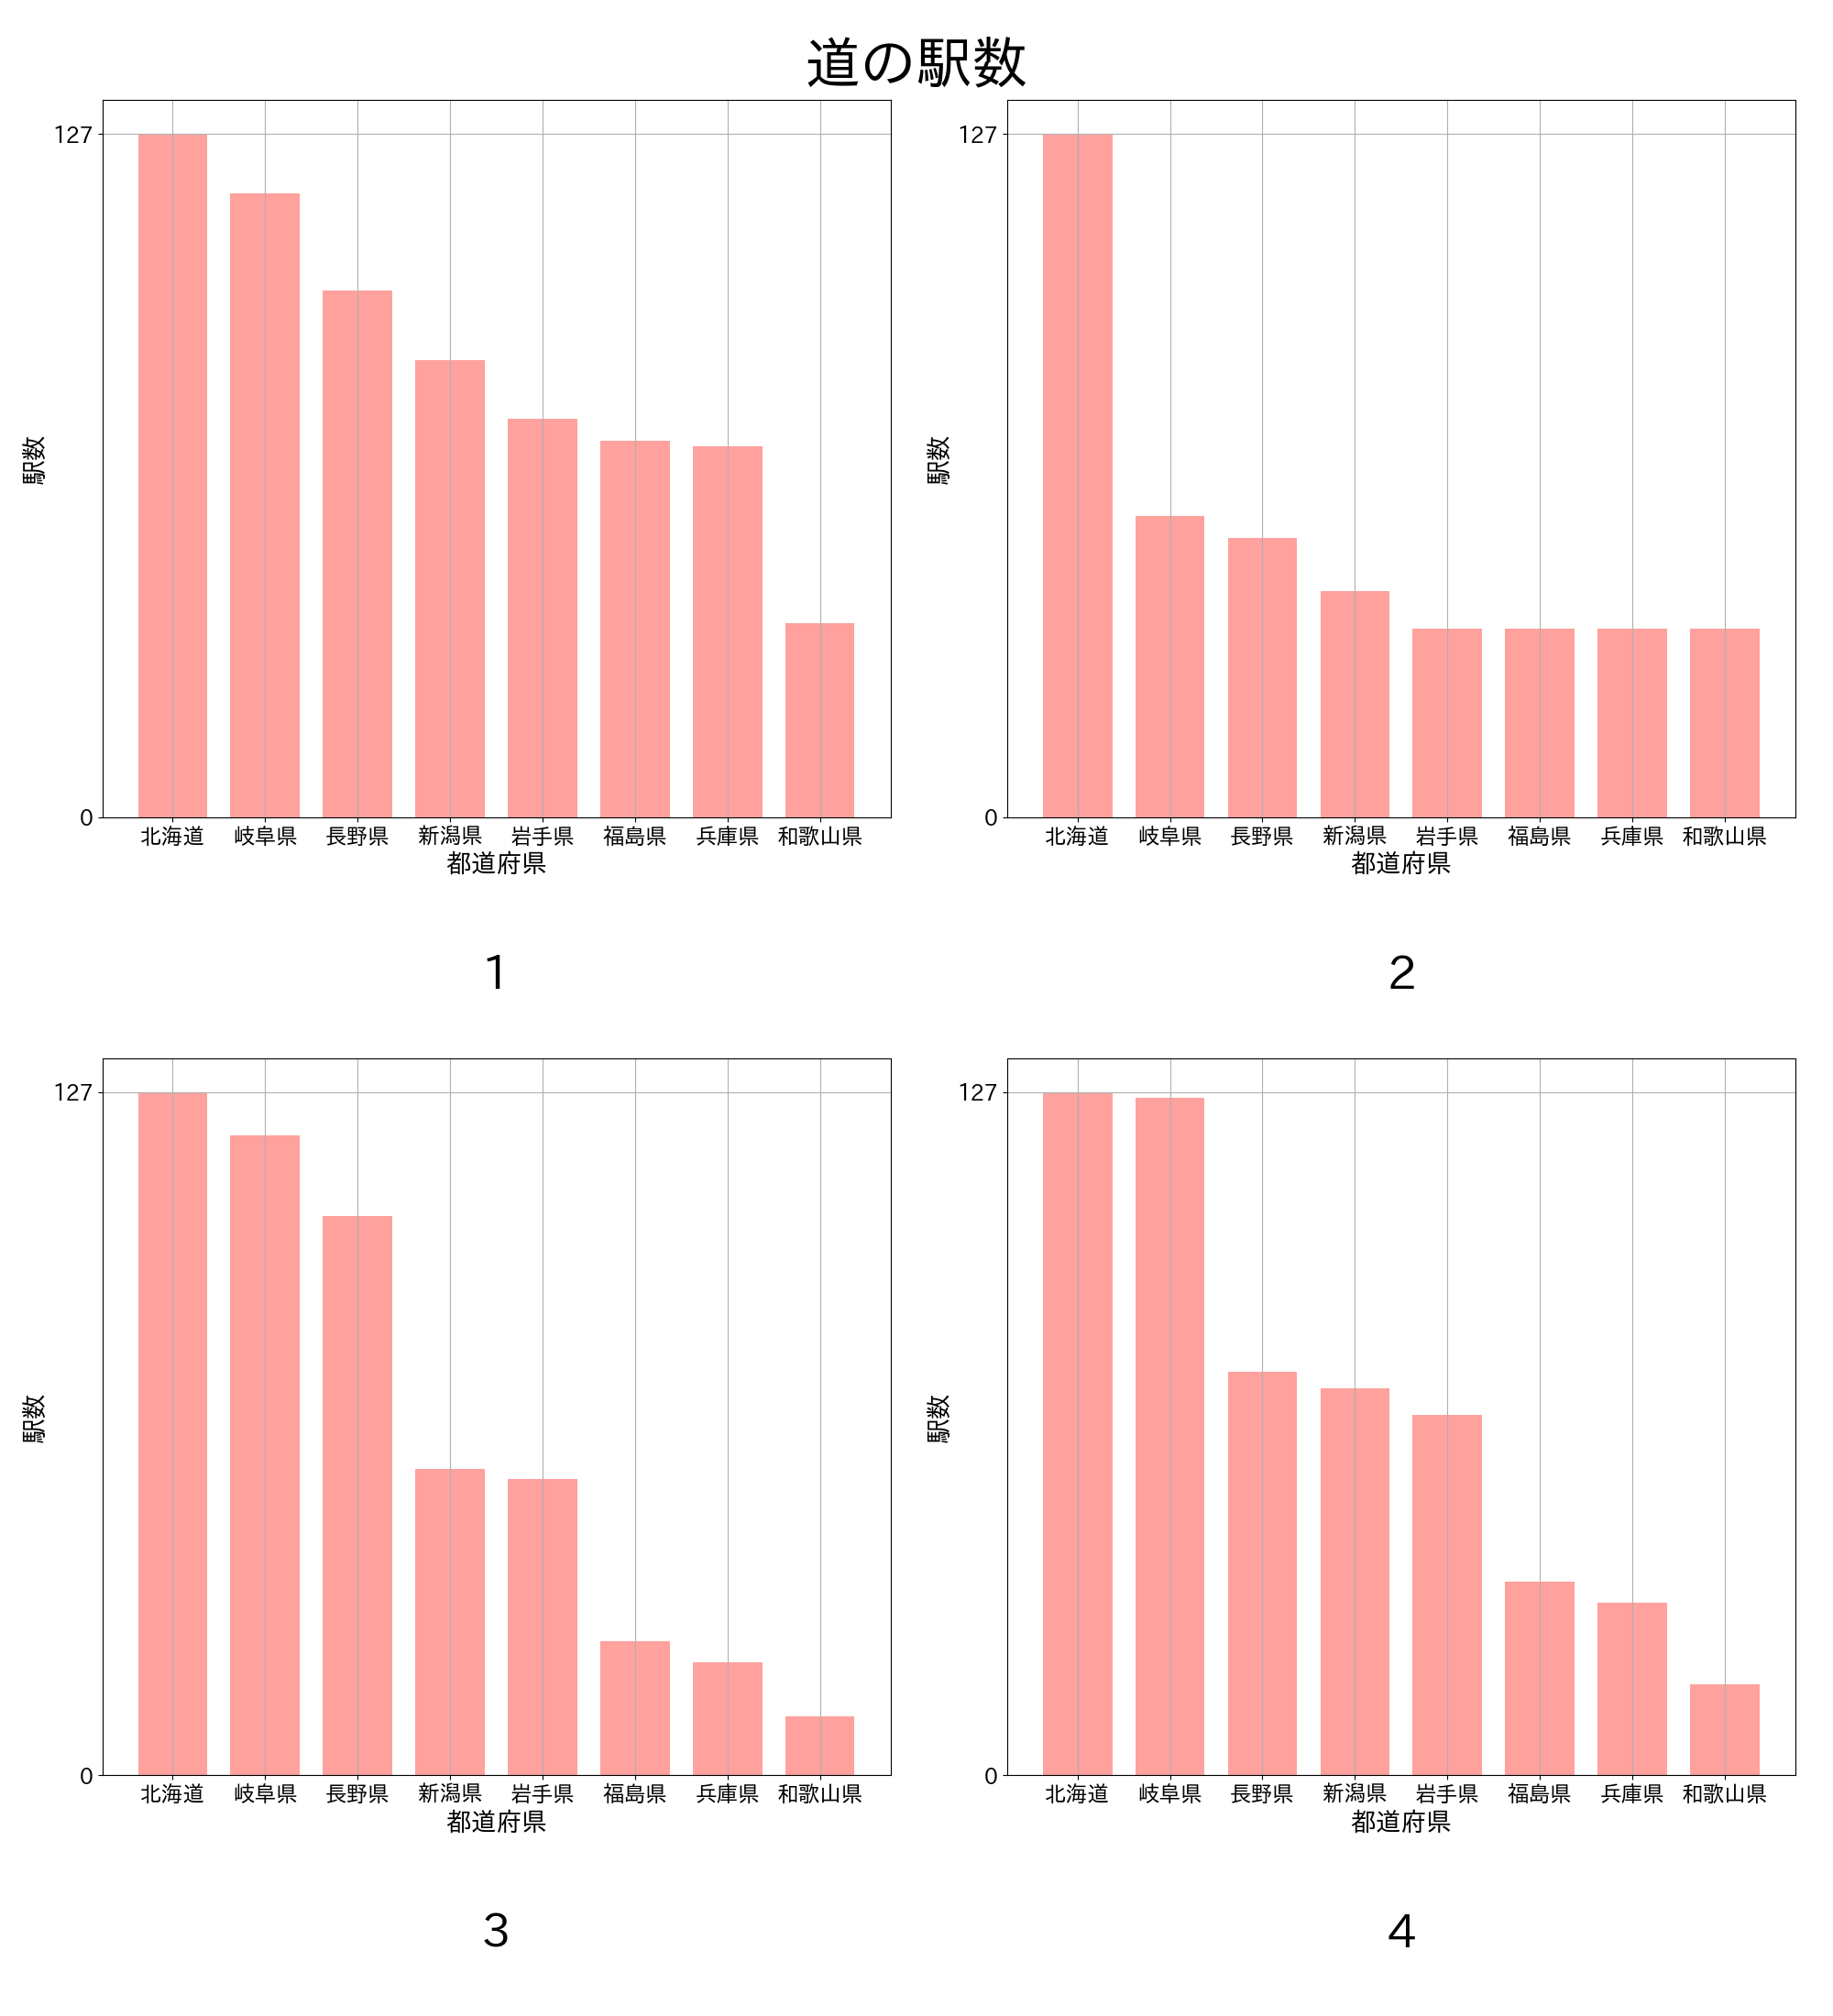 道の駅数
127
0
駅数
北海道 岐阜県 長野県 新潟県 岩手県 福島県 兵庫県 和歌山県
都道府県
1
127
0
駅数
北海道 岐阜県 長野県 新潟県 岩手県 福島県 兵庫県 和歌山県
都道府県
2
127
0
駅数
北海道 岐阜県 長野県 新潟県 岩手県 福島県 兵庫県 和歌山県
都道府県
3
127
0
駅数
北海道 岐阜県 長野県 新潟県 岩手県 福島県 兵庫県 和歌山県
都道府県
4